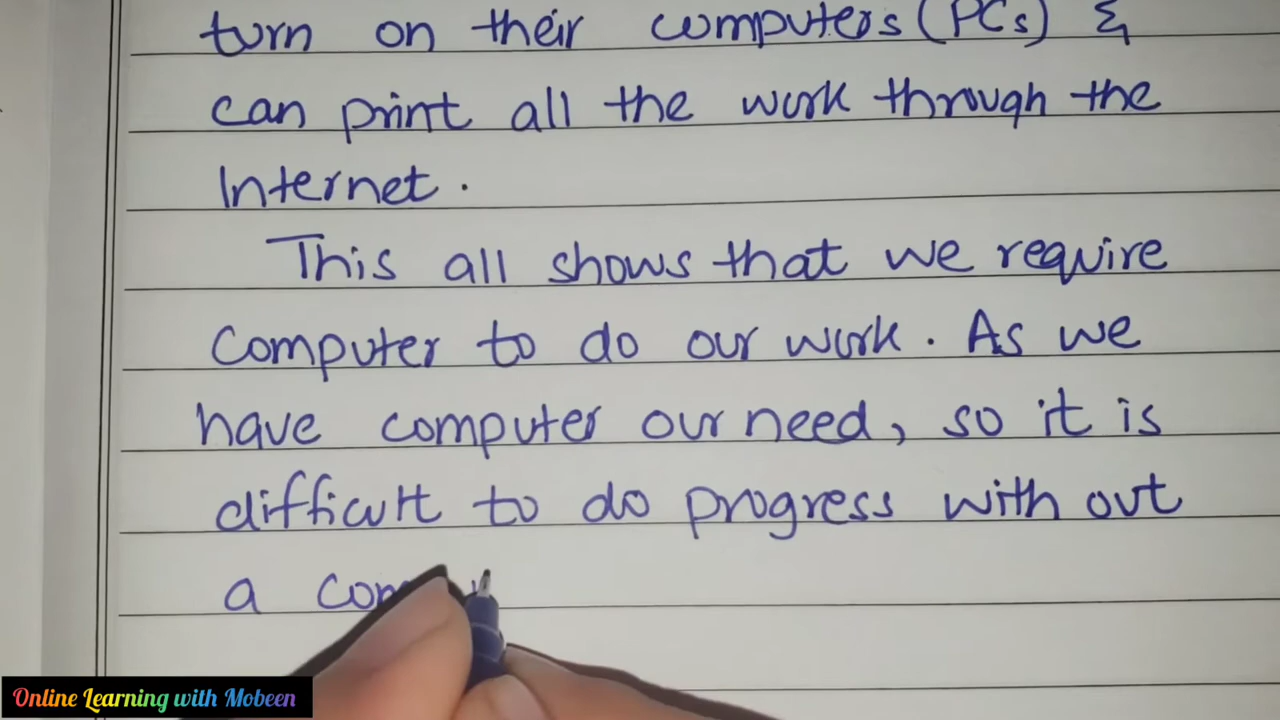 turn on their computers (PCs) &
can print all the work through the
Internet.
This all shows that we require
computer to do our work. As we
have computer our need, so it is
difficult to do progress with out
a
Online Learning with Mobeen